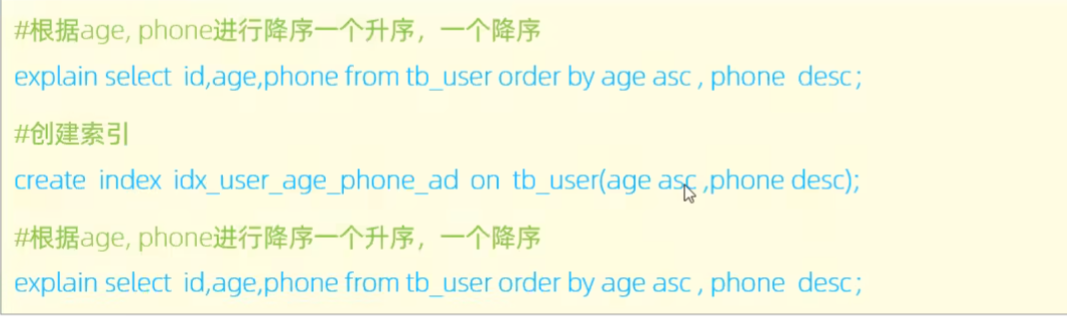 #根据age, phone进行降序一个升序，一个降序
explain select id,age,phone from tb_user order by age asc , phone desc ;
#创建索引
create index idx_user_age_phone_ad on tb_user(age asc ,phone desc);
#根据age, phone进行降序一个升序，一个降序
explain select id,age,phone from tb_user order by age asc , phone desc ;